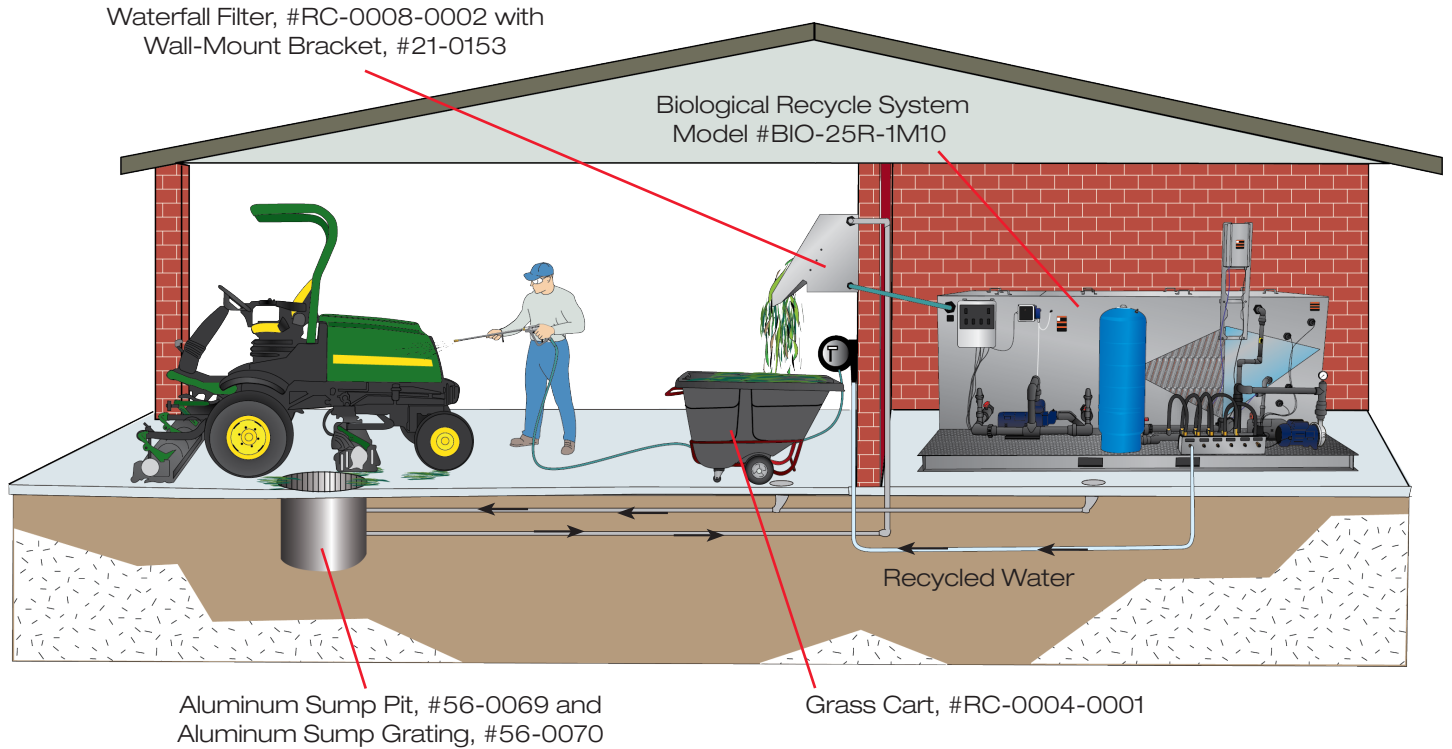 Waterfall Filter, #RC-0008-0002 with
Wall-Mount Bracket, #21-0153
Biological Recycle System
Model #BIO-25R-1M10
Recycled Water
Aluminum Sump Pit, #56-0069 and
Aluminum Sump Grating, #56-0070
Grass Cart, #RC-0004-0001